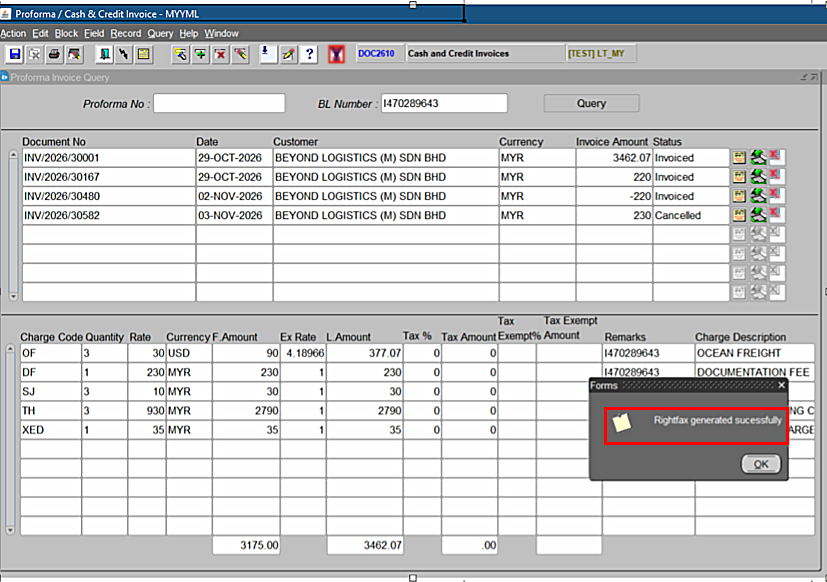 Proforma / Cash & Credit Invoice - MYYML
Action Edit Block Field Record Query Help Window
DOC2610 Cash and Credit Invoices [TEST] LT_MY
Proforma Invoice Query
Proforma No : BL Number : I470289643 Query
Document No Date Customer Currency Invoice Amount Status
INV/2026/30001 29-OCT-2026 BEYOND LOGISTICS (M) SDN BHD MYR 3462.07 Invoiced
INV/2026/30167 29-OCT-2026 BEYOND LOGISTICS (M) SDN BHD MYR 220 Invoiced
INV/2026/30480 02-NOV-2026 BEYOND LOGISTICS (M) SDN BHD MYR -220 Invoiced
INV/2026/30582 03-NOV-2026 BEYOND LOGISTICS (M) SDN BHD MYR 230 Cancelled
Charge Code Quantity Rate Currency F.Amount Ex Rate L.Amount Tax % Tax Amount Tax Exempt% Tax Exempt Amount Remarks Charge Description
OF 3 30 USD 90 4.18966 377.07 0 0 I470289643 OCEAN FREIGHT
DF 1 230 MYR 230 1 230 0 0 I470289643 DOCUMENTATION FEE
SJ 3 10 MYR 30 1 30 0 0
TH 3 930 MYR 2790 1 2790 0 0 NG C
XED 1 35 MYR 35 1 35 0 0 ARGE
3175.00 3462.07 .00
Forms
Rightfax generated sucessfully
OK